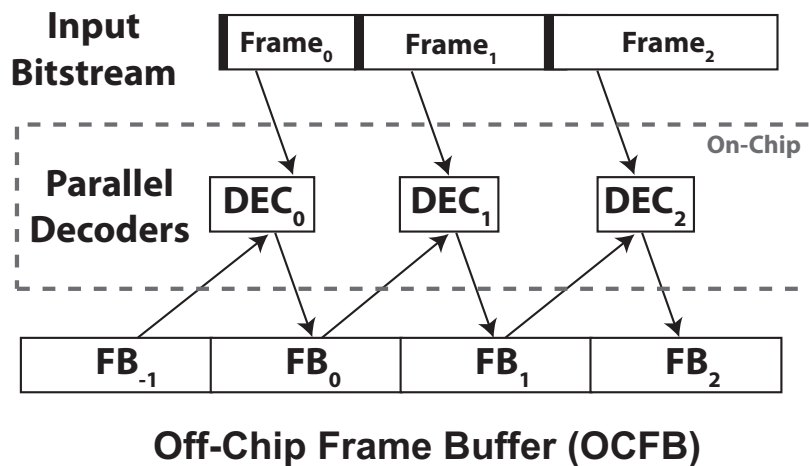 Input
Bitstream
Frame₀ Frame₁ Frame₂
On-Chip
Parallel
Decoders
DEC₀ DEC₁ DEC₂
FB₋₁ FB₀ FB₁ FB₂
Off-Chip Frame Buffer (OCFB)